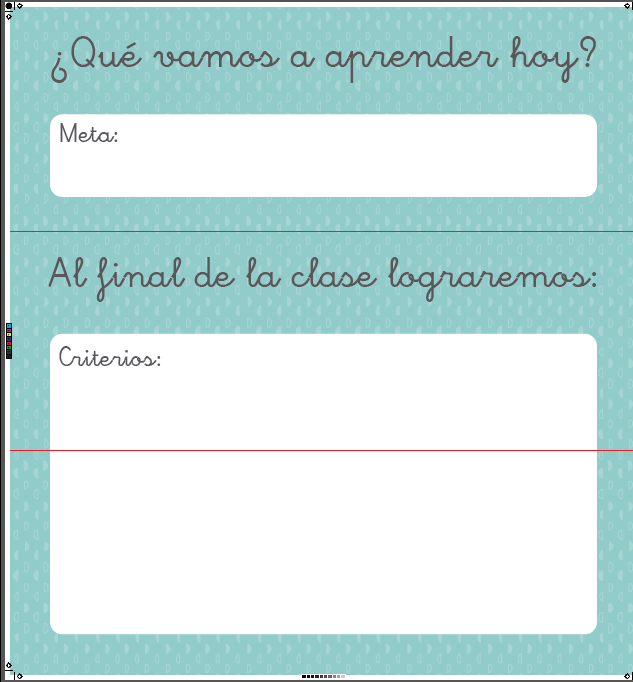 ¿Qué vamos a aprender hoy?
Meta:
Al final de la clase lograremos:
Criterios: